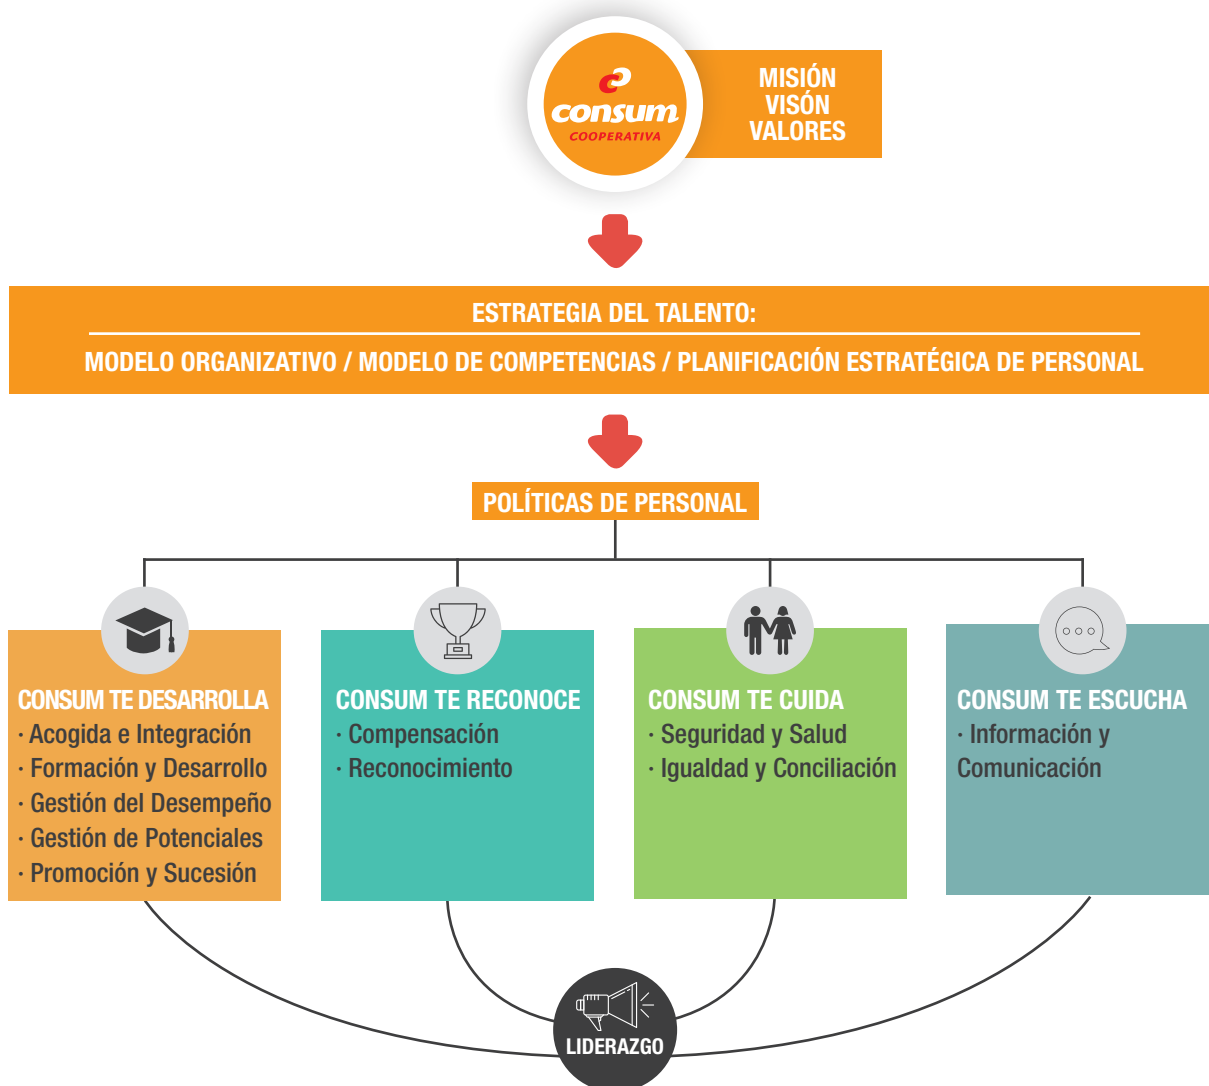 consum
COOPERATIVA
MISIÓN
VISÓN
VALORES
ESTRATEGIA DEL TALENTO:
MODELO ORGANIZATIVO / MODELO DE COMPETENCIAS / PLANIFICACIÓN ESTRATÉGICA DE PERSONAL
POLÍTICAS DE PERSONAL
CONSUM TE DESARROLLA
· Acogida e Integración
· Formación y Desarrollo
· Gestión del Desempeño
· Gestión de Potenciales
· Promoción y Sucesión
CONSUM TE RECONOCE
· Compensación
· Reconocimiento
CONSUM TE CUIDA
· Seguridad y Salud
· Igualdad y Conciliación
CONSUM TE ESCUCHA
· Información y
Comunicación
LIDERAZGO